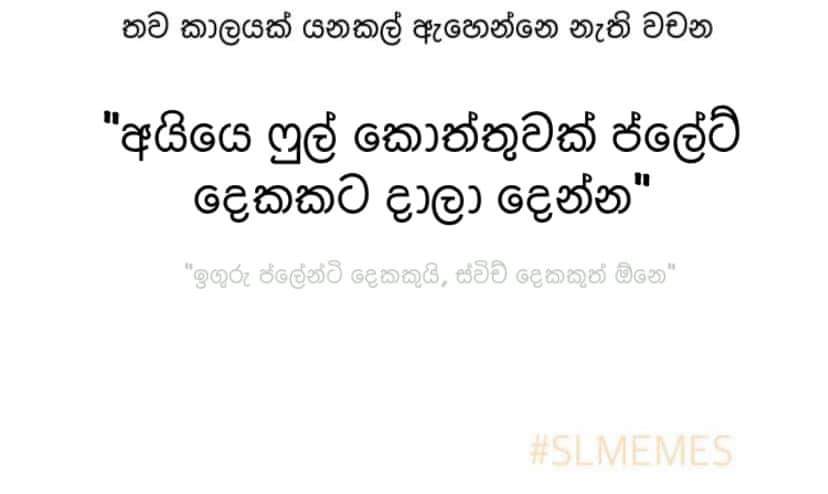 තව කාලයක් යනකල් ඇහෙන්නෙ නැති වචන
"අයියෙ ෆුල් කොත්තුවක් ප්ලේට්
දෙකකට දාලා දෙන්න"
"ඉගුරු ප්ලේන්ටි දෙකකුයි, ස්විච් දෙකකුත් ඕනෙ"
#SLMEMES